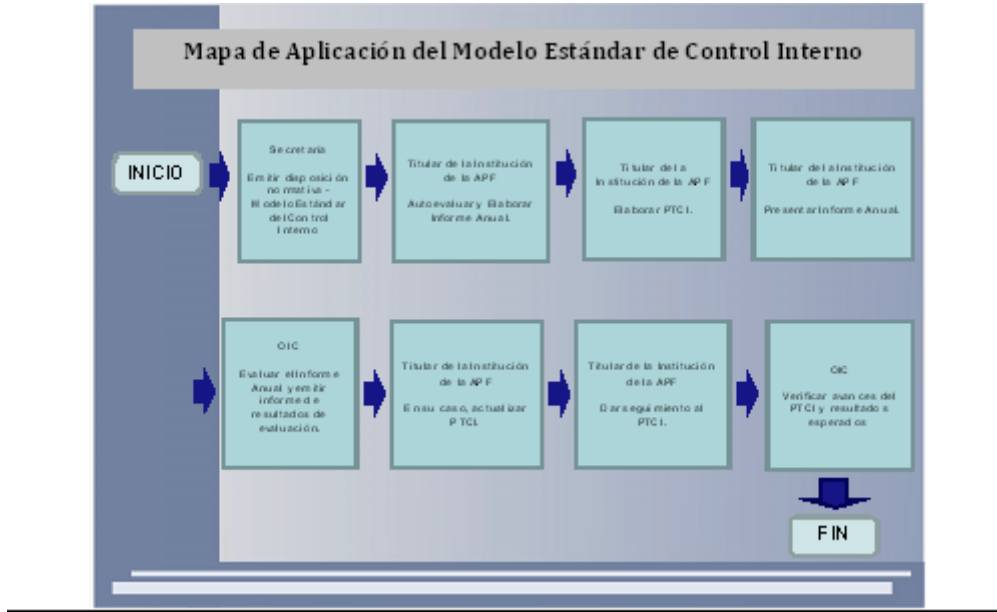 Mapa de Aplicación del Modelo Estándar de Control Interno
INICIO
Secretaría
Emitir disposición
normativa -
Modelo Estándar
del Control
Interno
Titular de la Institución
de la APF
Autoevaluar y Elaborar
Informe Anual.
Titular de la
Institución de la APF
Elaborar PTCI.
Titular de la Institución
de la APF
Presentar Informe Anual.
OIC
Evaluar el Informe
Anual y emitir
informe de
resultados de
evaluación.
Titular de la Institución
de la APF
En su caso, actualizar
PTCI.
Titular de la Institución
de la APF
Dar seguimiento al
PTCI.
OIC
Verificar avances del
PTCI y resultados
esperados
FIN